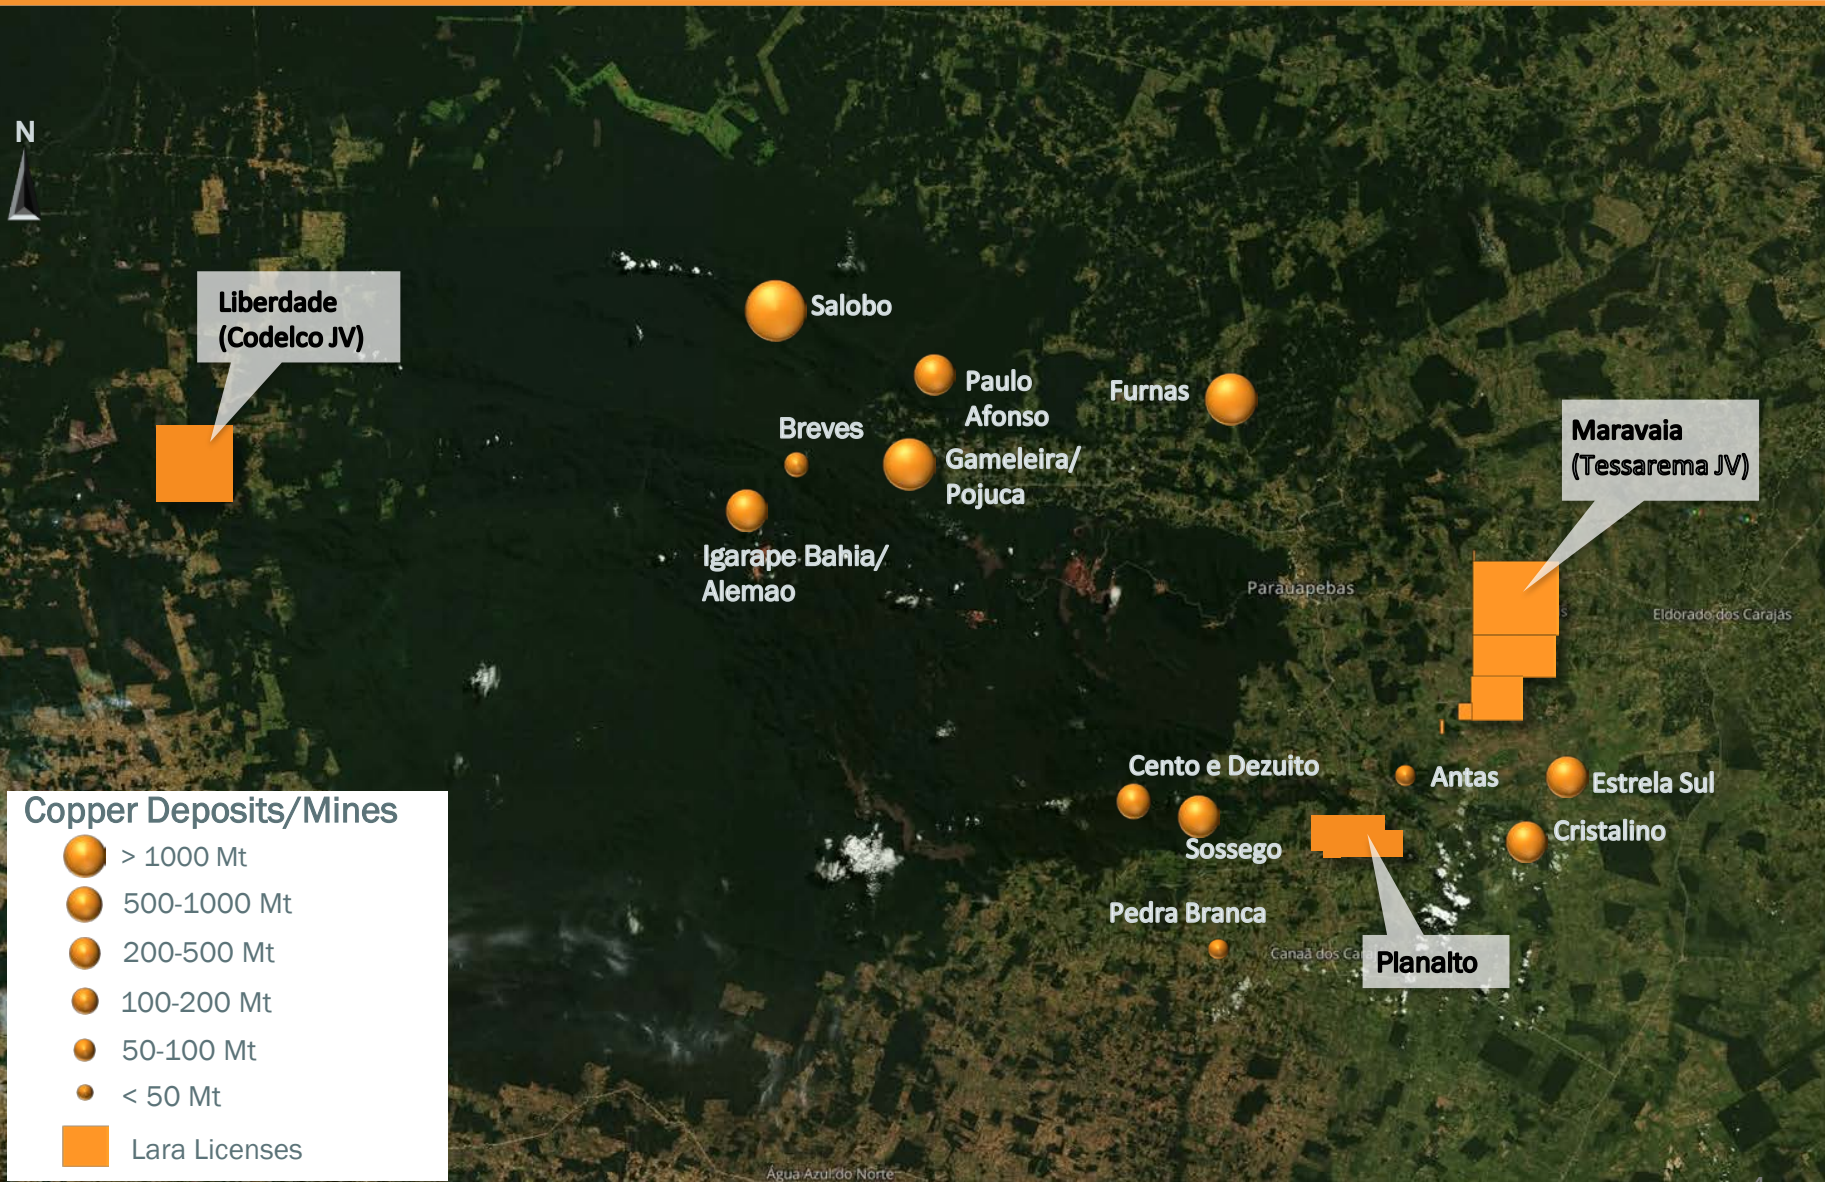 N
Liberdade
(Codelco JV)
Salobo
Paulo
Afonso
Furnas
Breves
Gameleira/
Pojuca
Maravaia
(Tessarema JV)
Igarape Bahia/
Alemao
Parauapebas
Eldorado dos Carajás
Cento e Dezuito
Antas
Estrela Sul
Sossego
Cristalino
Pedra Branca
Canaã dos
Planalto
Copper Deposits/Mines
> 1000 Mt
500-1000 Mt
200-500 Mt
100-200 Mt
50-100 Mt
< 50 Mt
Lara Licenses
Água Azul do Norte